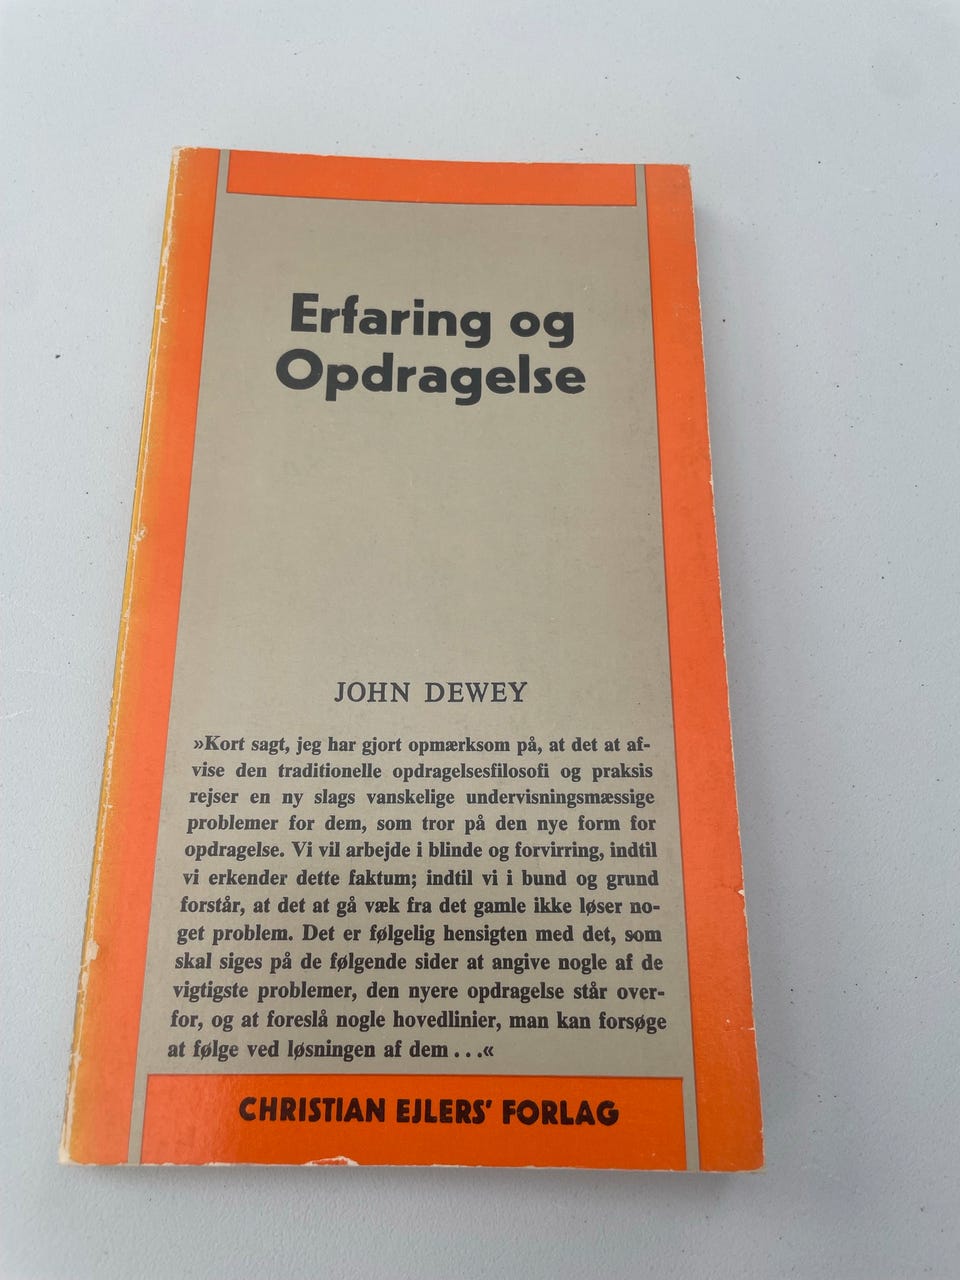 Erfaring og
Opdragelse
JOHN DEWEY
»Kort sagt, jeg har gjort opmærksom på, at det at af-
vise den traditionelle opdragelsesfilosofi og praksis
rejser en ny slags vanskelige undervisningsmæssige
problemer for dem, som tror på den nye form for
opdragelse. Vi vil arbejde i blinde og forvirring, indtil
vi erkender dette faktum; indtil vi i bund og grund
forstår, at det at gå væk fra det gamle ikke løser no-
get problem. Det er følgelig hensigten med det, som
skal siges på de følgende sider at angive nogle af de
vigtigste problemer, den nyere opdragelse står over-
for, og at foreslå nogle hovedlinier, man kan forsøge
at følge ved løsningen af dem . . .«
CHRISTIAN EJLERS' FORLAG